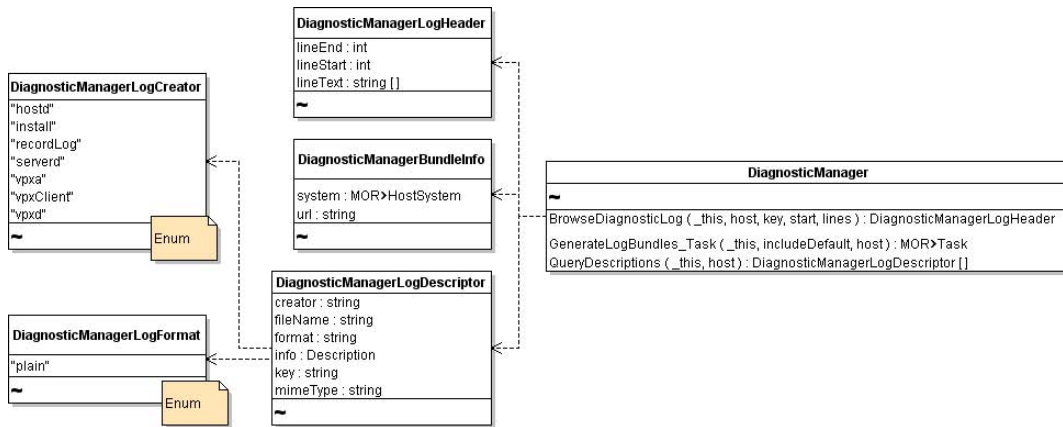 DiagnosticManagerLogHeader
lineEnd : int
lineStart : int
lineText : string [ ]
~
DiagnosticManagerLogCreator
"hostd"
"install"
"recordLog"
"serverd"
"vpxa"
"vpxClient"
"vpxd"
~
Enum
DiagnosticManagerBundleInfo
system : MOR>HostSystem
url : string
~
DiagnosticManager
~
BrowseDiagnosticLog ( _this, host, key, start, lines ) : DiagnosticManagerLogHeader
GenerateLogBundles_Task ( _this, includeDefault, host ) : MOR>Task
QueryDescriptions ( _this, host ) : DiagnosticManagerLogDescriptor [ ]
DiagnosticManagerLogDescriptor
creator : string
fileName : string
format : string
info : Description
key : string
mimeType : string
~
DiagnosticManagerLogFormat
"plain"
~
Enum